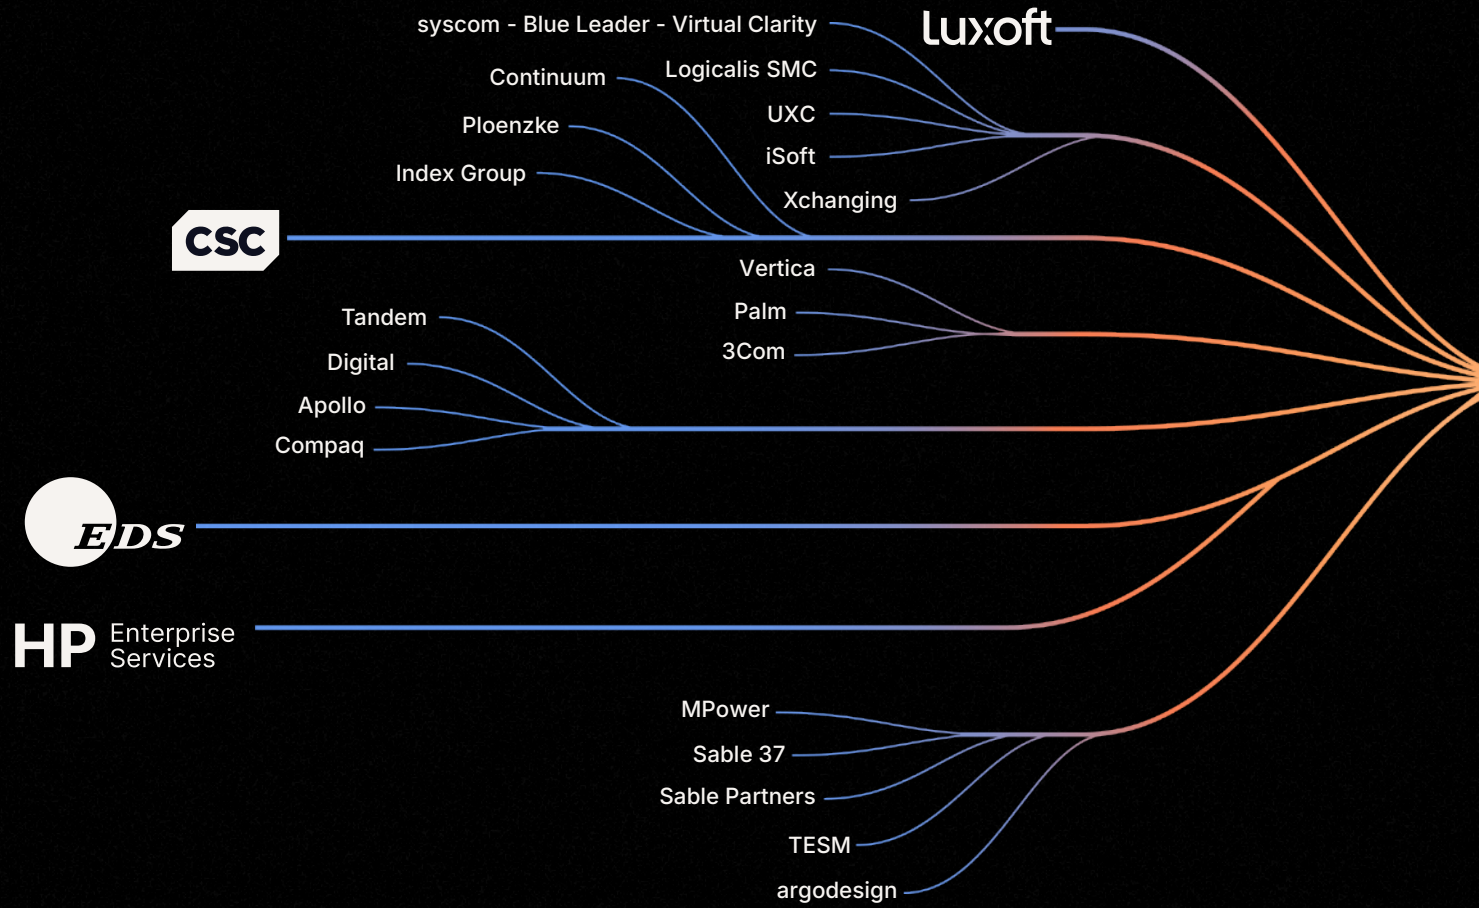 syscom - Blue Leader - Virtual Clarity
Luxoft
Continuum
Logicalis SMC
Ploenzke
UXC
iSoft
Index Group
Xchanging
CSC
Vertica
Tandem
Palm
Digital
3Com
Apollo
Compaq
EDS
HP Enterprise
Services
MPower
Sable 37
Sable Partners
TESM
argodesign